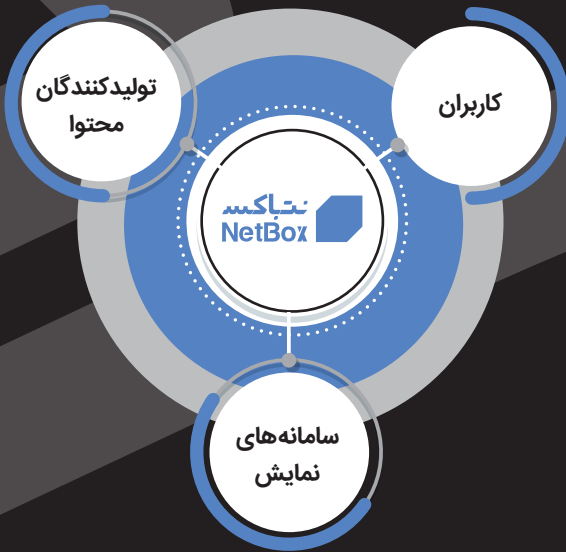 کاربران
تولیدکنندگان
محتوا
نتباکس
NetBox
سامانه‌های
نمایش